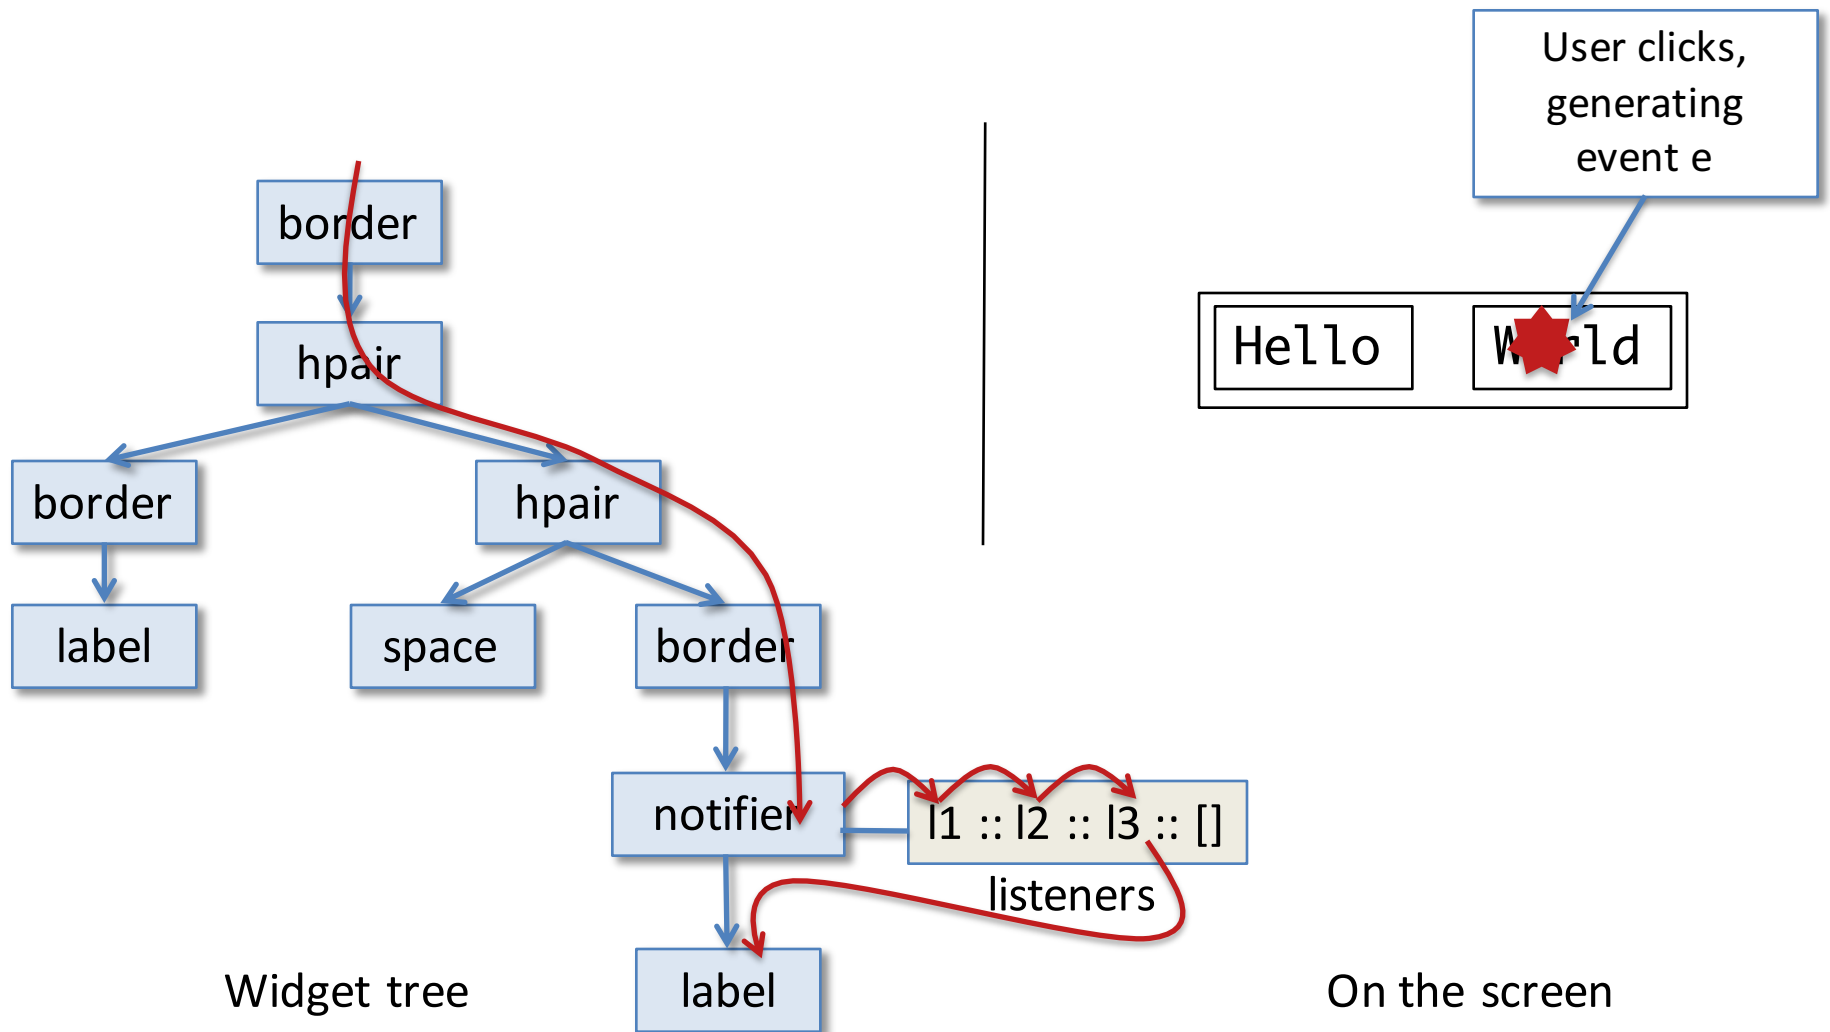 User clicks,
generating
event e
border
hpair
Hello
World
border
hpair
label
space
border
notifier
l1 :: l2 :: l3 :: []
listeners
label
Widget tree
On the screen